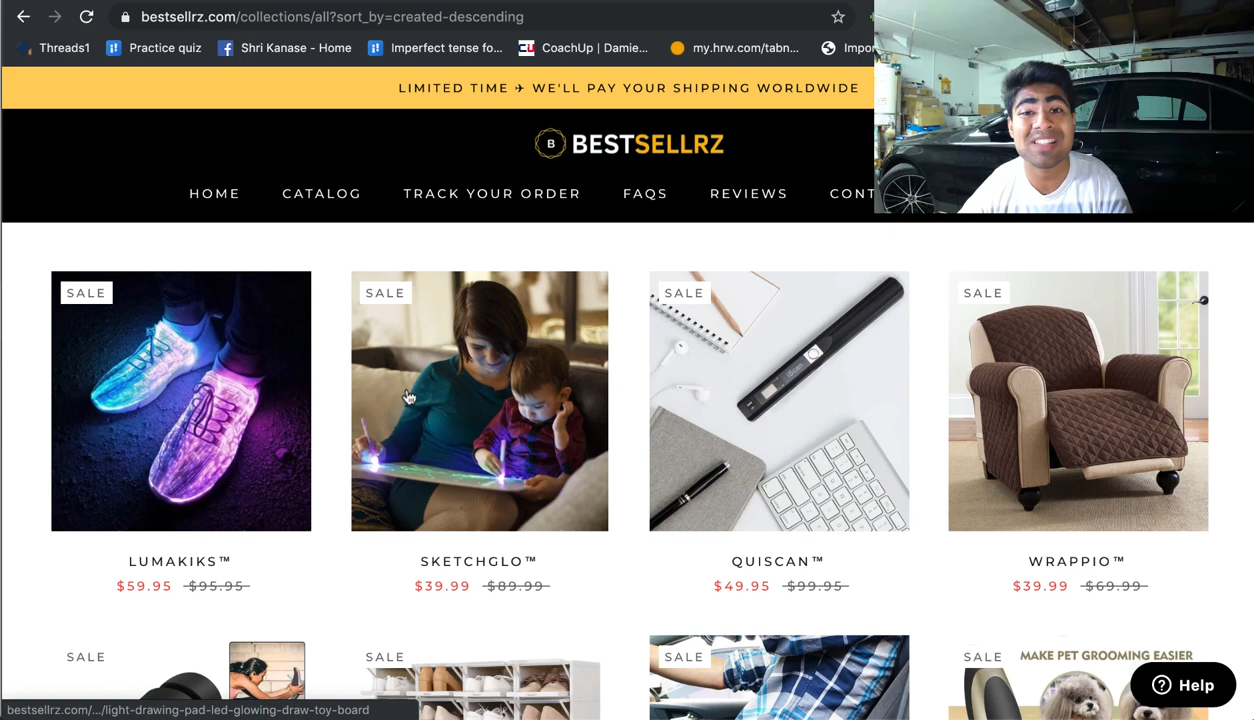 bestsellrz.com/collections/all?sort_by=created-descending
Threads1
Practice quiz
Shri Kanase - Home
Imperfect tense fo...
CU
CoachUp | Damie...
my.hrw.com/tabn...
Impor
LIMITED TIME ✈ WE'LL PAY YOUR SHIPPING WORLDWIDE
B BESTSELLRZ
HOME
CATALOG
TRACK YOUR ORDER
FAQS
REVIEWS
CONT
SALE
SALE
SALE
SALE
LUMAKIKS™
SKETCHGLO™
QUISCAN™
WRAPPIO™
$59.95 $95.95
$39.99 $89.99
$49.95 $99.95
$39.99 $69.99
SALE
SALE
SALE
SALE
MAKE PET GROOMING EASIER
Help
bestsellrz.com/.../light-drawing-pad-led-glowing-draw-toy-board